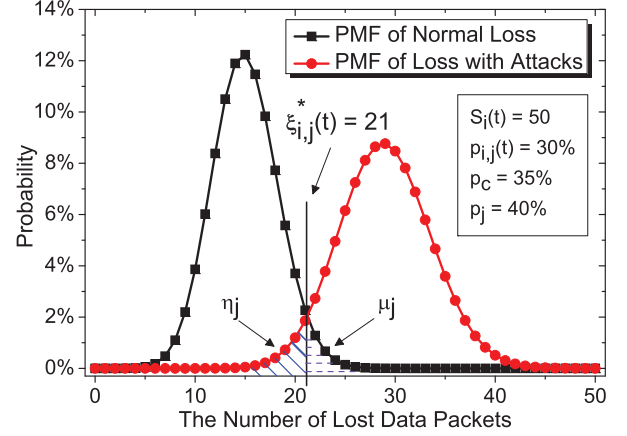 14%
12%
10%
8%
6%
4%
2%
0%
Probability
PMF of Normal Loss
PMF of Loss with Attacks
ξ*i,j(t) = 21
Si(t) = 50
pi,j(t) = 30%
pc = 35%
pj = 40%
ηj
μj
0 10 20 30 40 50
The Number of Lost Data Packets